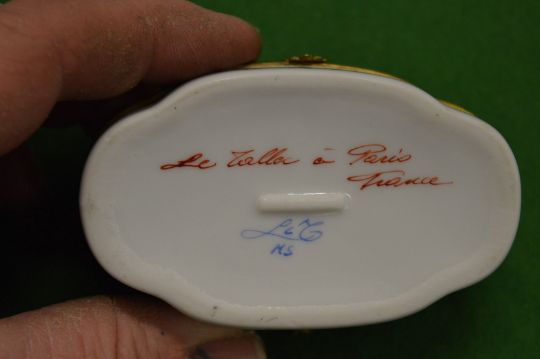 Le Tallec à Paris
France
LeT
MS